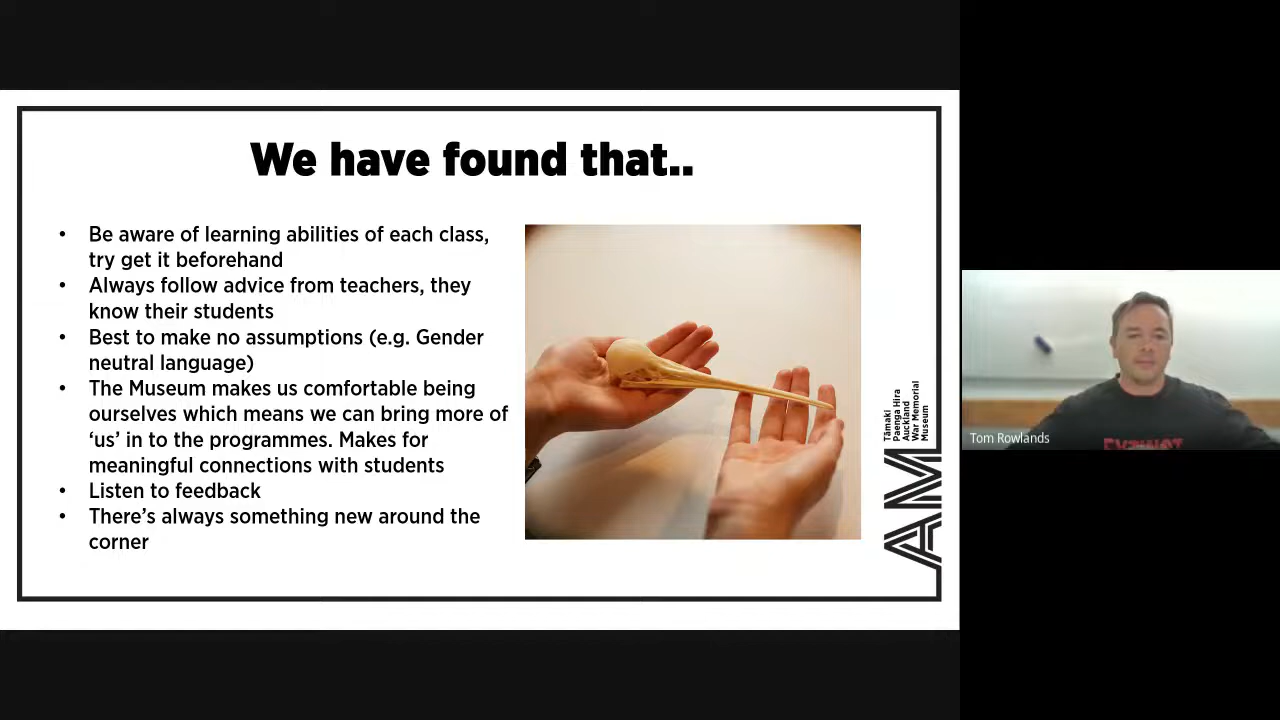 We have found that..
• Be aware of learning abilities of each class,
try get it beforehand
• Always follow advice from teachers, they
know their students
• Best to make no assumptions (e.g. Gender
neutral language)
• The Museum makes us comfortable being
ourselves which means we can bring more of
‘us’ in to the programmes. Makes for
meaningful connections with students
• Listen to feedback
• There’s always something new around the
corner
Tāmaki
Paenga Hira
Auckland
War Memorial
Museum
AM
Tom Rowlands